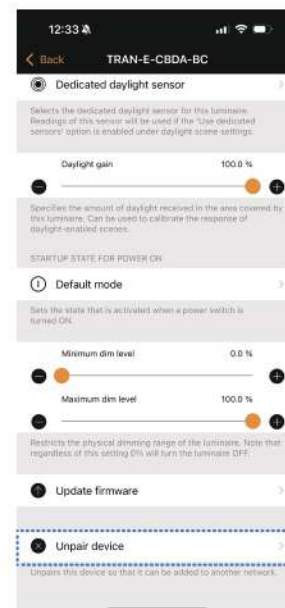 12:33
Back TRAN-E-CBDA-BC
Dedicated daylight sensor
Selects the dedicated daylight sensor for this luminaire.
Readings of this sensor will be used if the 'Use dedicated
sensors' option is enabled under daylight scene settings.
Daylight gain 100.0 %
Specifies the amount of daylight received in the area covered by
this luminaire. Can be used to calibrate the response of
daylight-enabled scenes.
STARTUP STATE FOR POWER ON
Default mode
Sets the state that is activated when a power switch is
turned ON.
Minimum dim level 0.0 %
Maximum dim level 100.0 %
Restricts the physical dimming range of the luminaire. Note that
regardless of this setting 0% will turn the luminaire OFF.
Update firmware
Unpair device
Unpairs this device so that it can be added to another network.